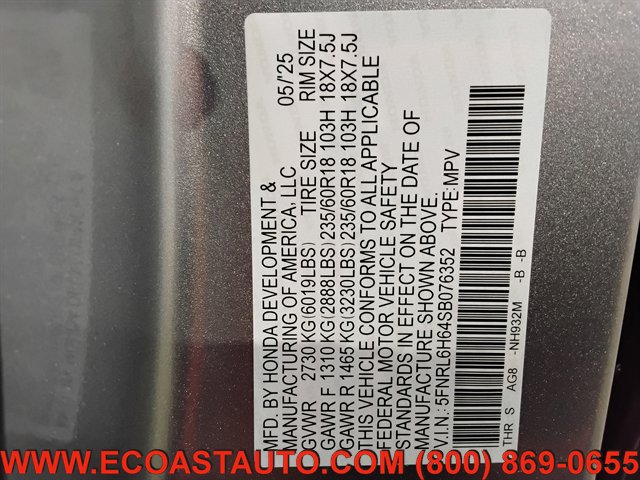 MFD. BY HONDA DEVELOPMENT &
MANUFACTURING OF AMERICA, LLC 05/'25
GVWR 2730 KG(6019LBS) TIRE SIZE RIM SIZE
GAWR F 1310 KG(2888LBS) 235/60R18 103H 18X7.5J
GAWR R 1465 KG(3230LBS) 235/60R18 103H 18X7.5J
THIS VEHICLE CONFORMS TO ALL APPLICABLE
FEDERAL MOTOR VEHICLE SAFETY
STANDARDS IN EFFECT ON THE DATE OF
MANUFACTURE SHOWN ABOVE.
V.I.N.: 5FNRL6H64SB076352 TYPE: MPV
THR S AG8 -NH932M -B -B
WWW.ECOASTAUTO.COM (800) 869-0655